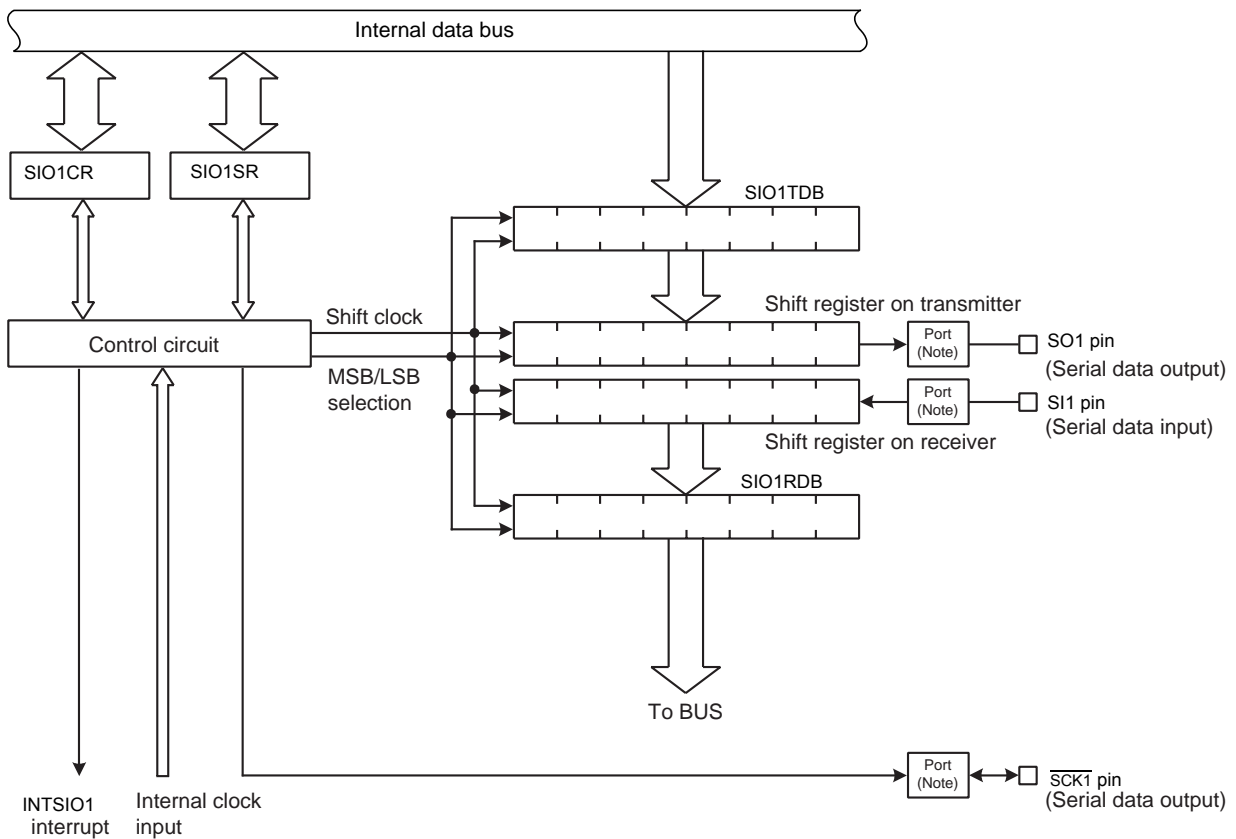 Internal data bus
SIO1CR
SIO1SR
SIO1TDB
Shift register on transmitter
Shift clock
Control circuit
MSB/LSB
selection
Port
(Note)
SO1 pin
(Serial data output)
Port
(Note)
SI1 pin
(Serial data input)
Shift register on receiver
SIO1RDB
To BUS
Port
(Note)
S̅C̅K̅1̅ pin
(Serial data output)
INTSIO1
interrupt
Internal clock
input